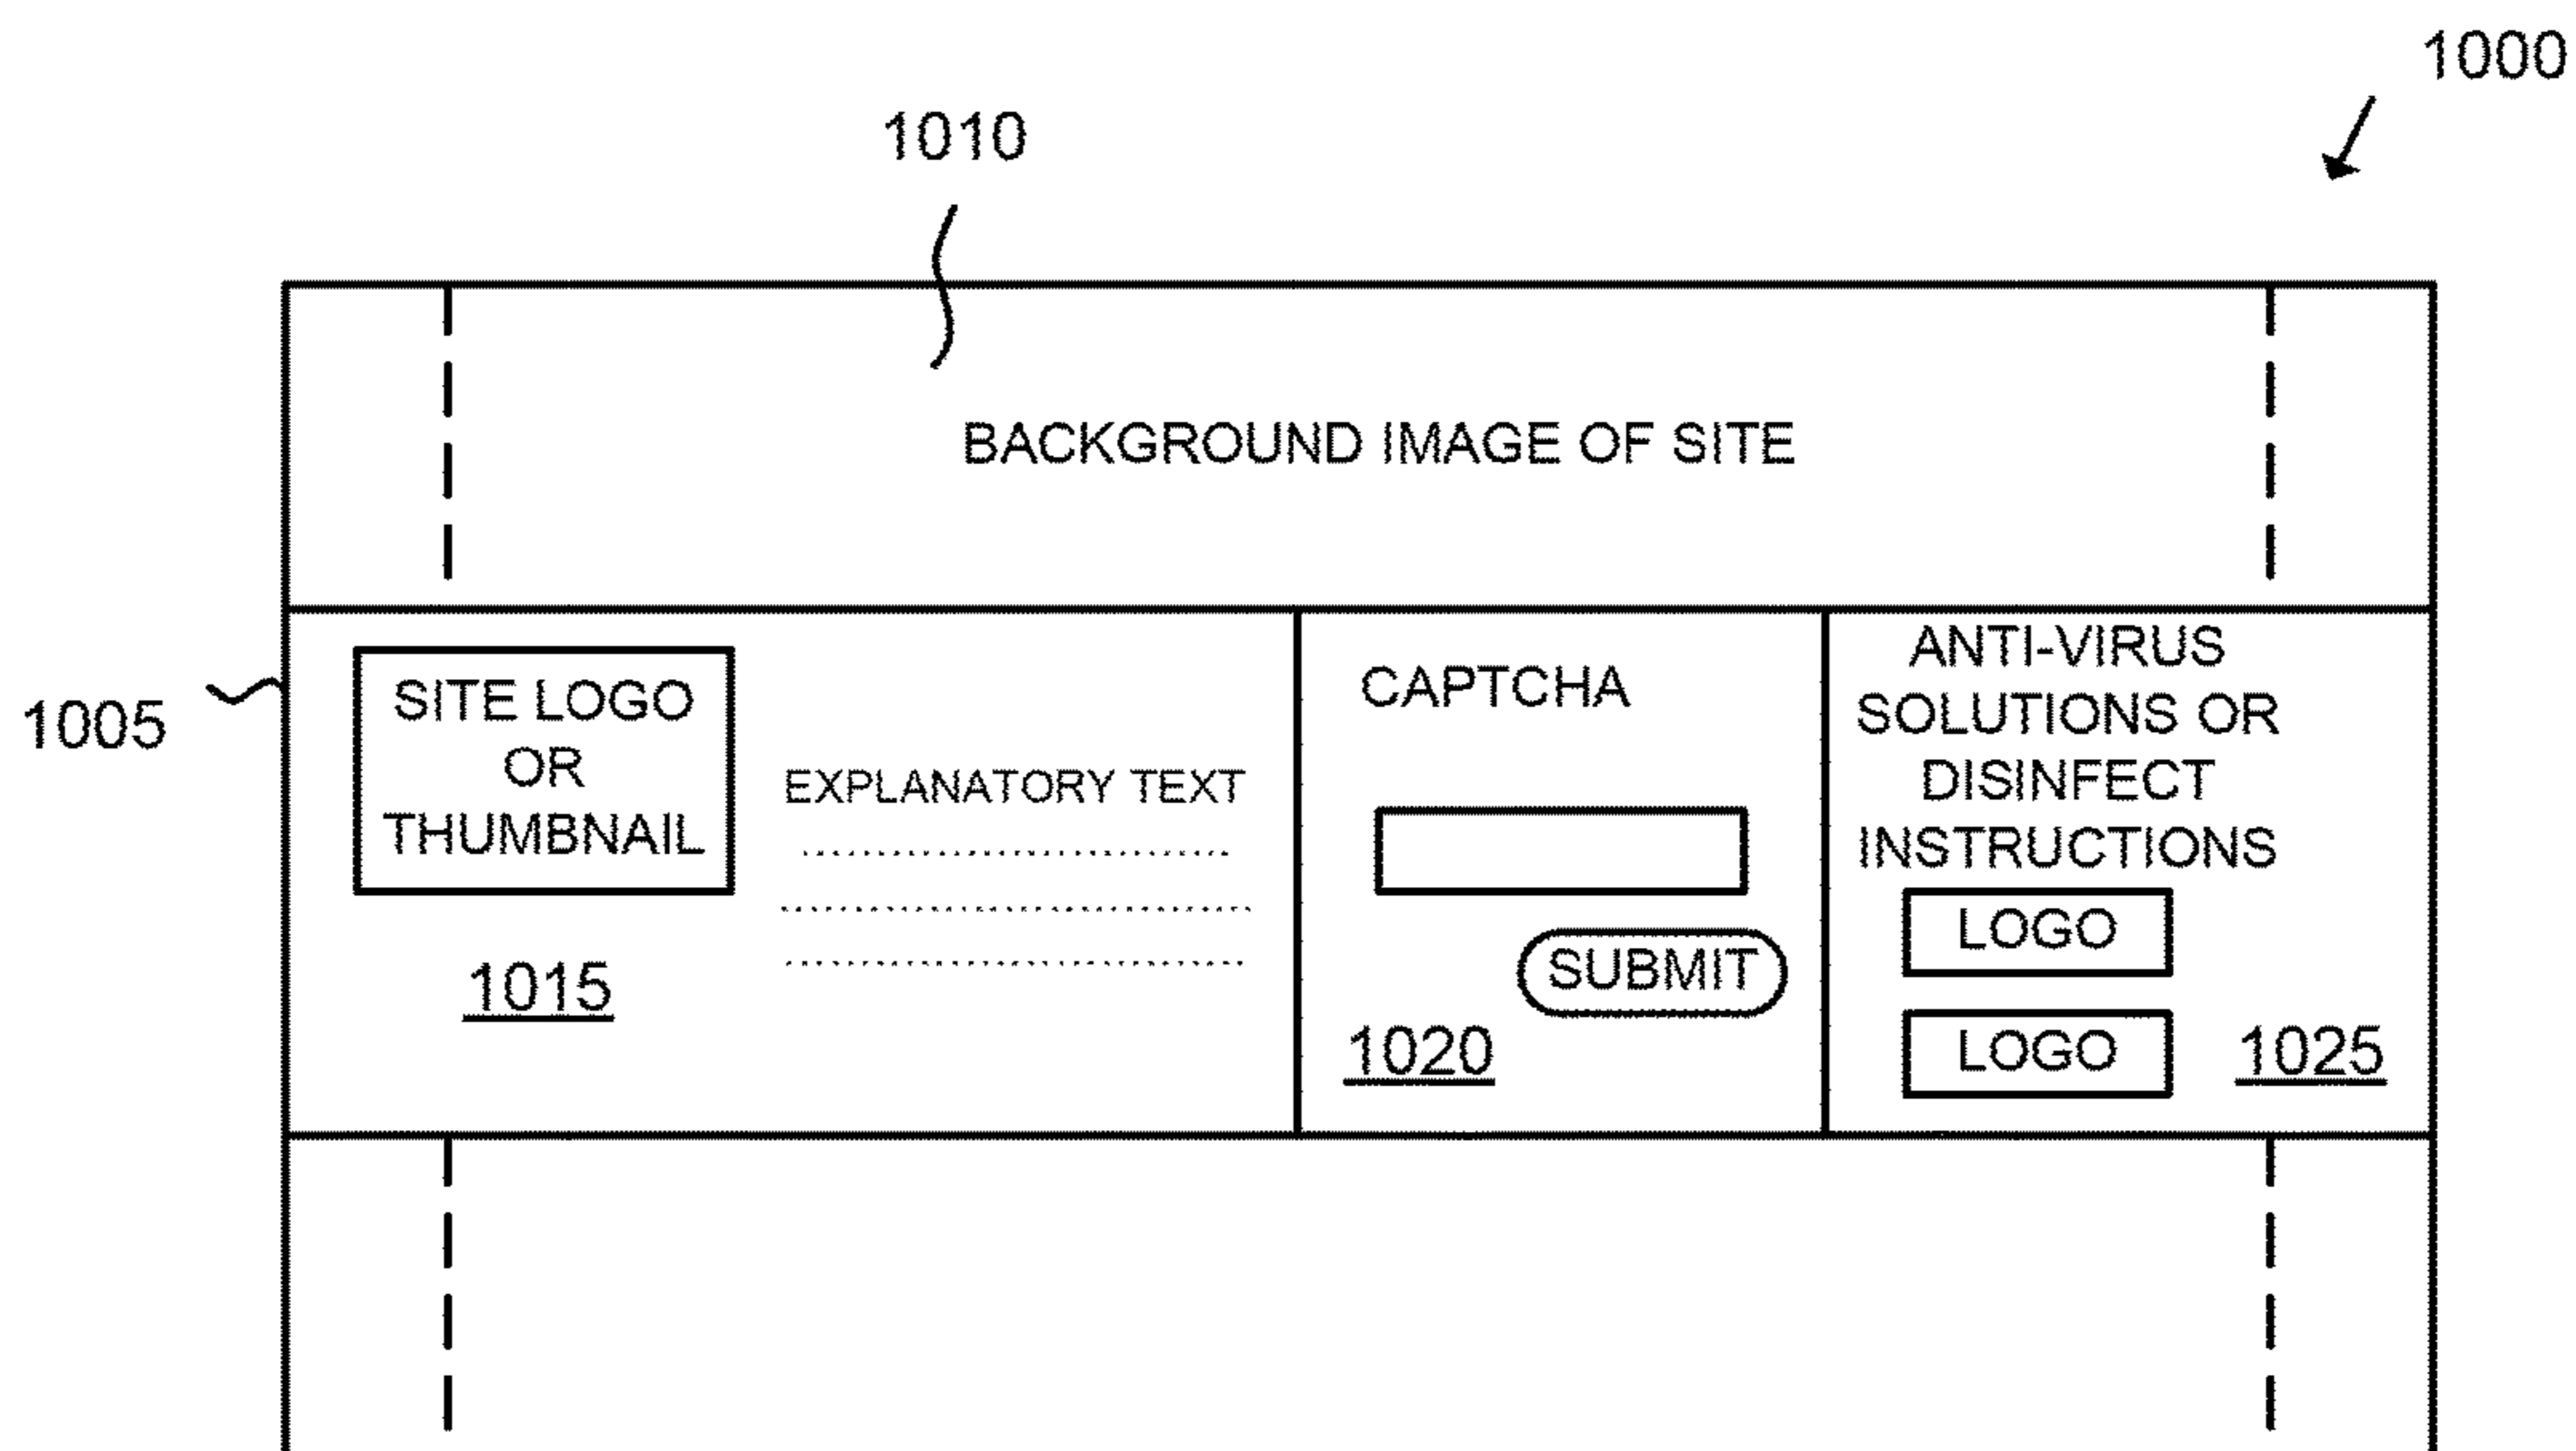 1000
1010
BACKGROUND IMAGE OF SITE
1005
SITE LOGO
OR
THUMBNAIL
EXPLANATORY TEXT
1015
CAPTCHA
SUBMIT
1020
ANTI-VIRUS
SOLUTIONS OR
DISINFECT
INSTRUCTIONS
LOGO
LOGO
1025